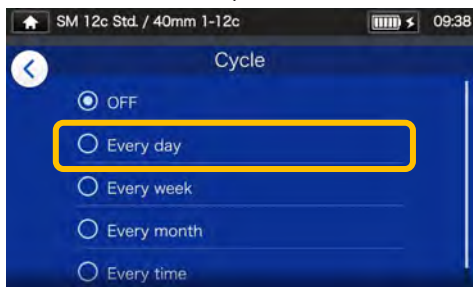 SM 12c Std. / 40mm 1-12c 09:38
Cycle
OFF
Every day
Every week
Every month
Every time